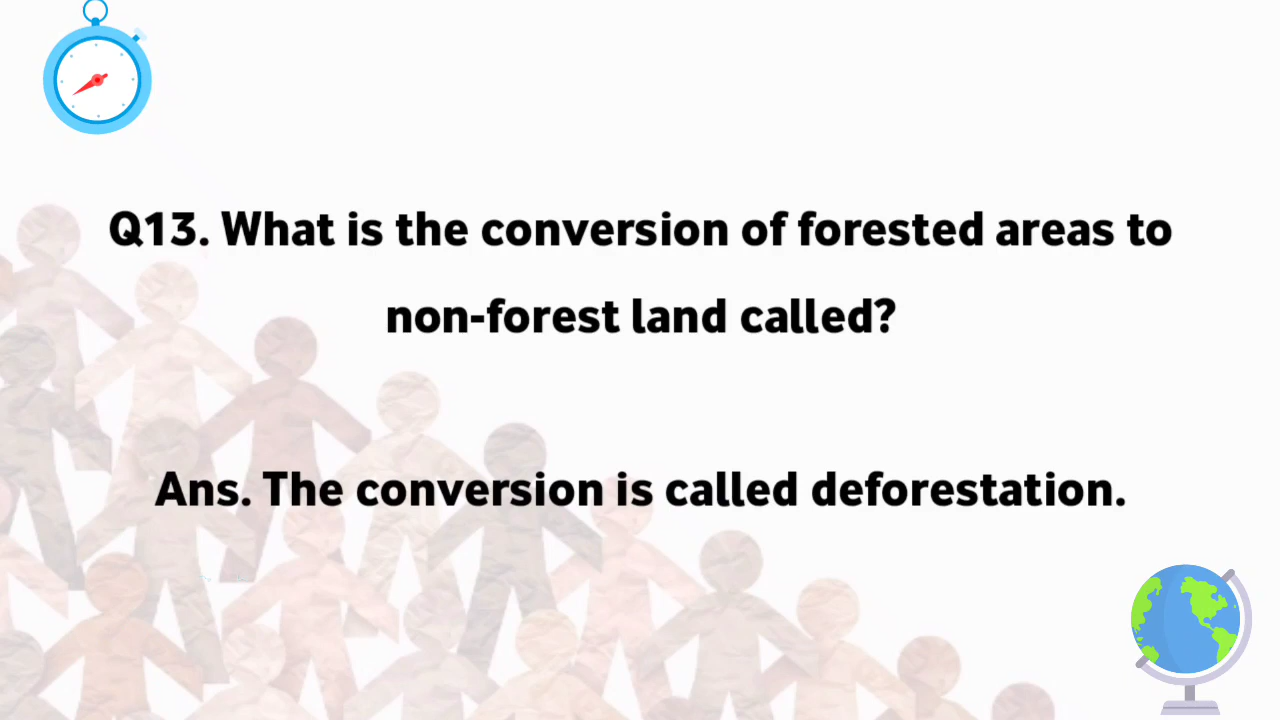 Q13. What is the conversion of forested areas to
non-forest land called?
Ans. The conversion is called deforestation.